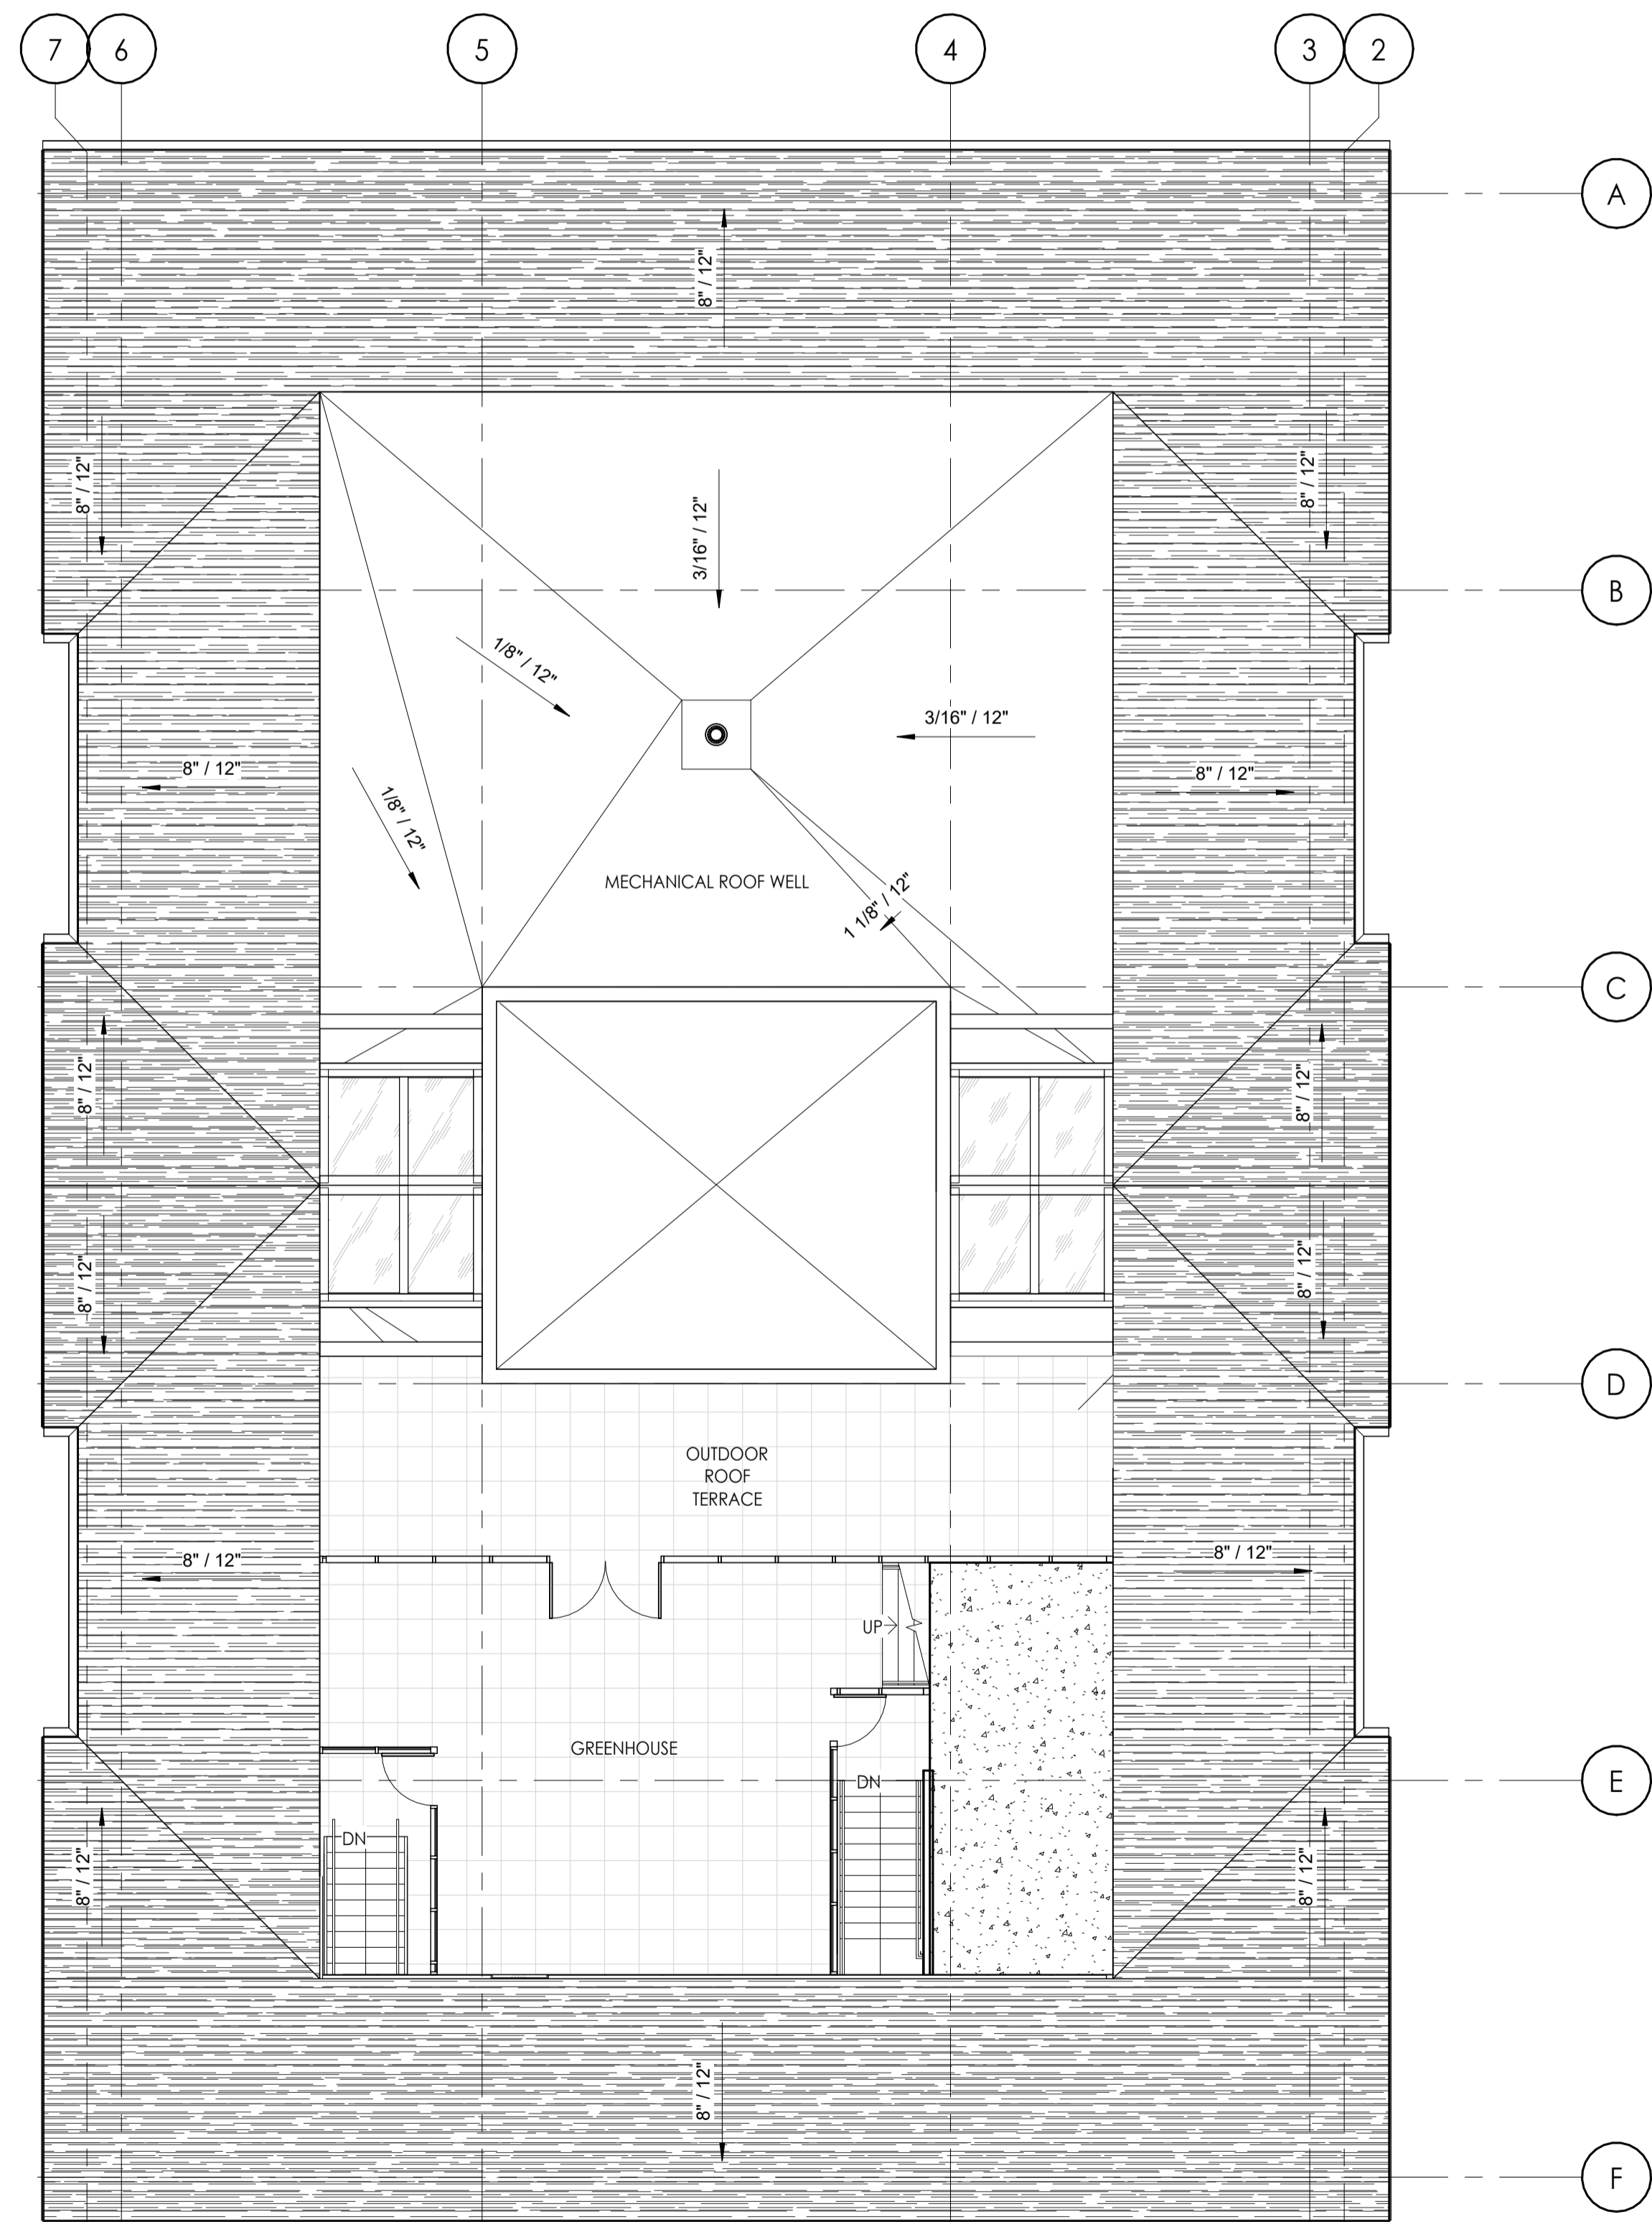 7
6
5
4
3
2
A
8" / 12"
8" / 12"
8" / 12"
3/16" / 12"
B
1/8" / 12"
3/16" / 12"
8" / 12"
8" / 12"
1/8" / 12"
MECHANICAL ROOF WELL
1 1/8" / 12"
C
8" / 12"
8" / 12"
8" / 12"
8" / 12"
D
OUTDOOR
ROOF
TERRACE
8" / 12"
8" / 12"
UP
GREENHOUSE
DN
E
DN
8" / 12"
8" / 12"
8" / 12"
F